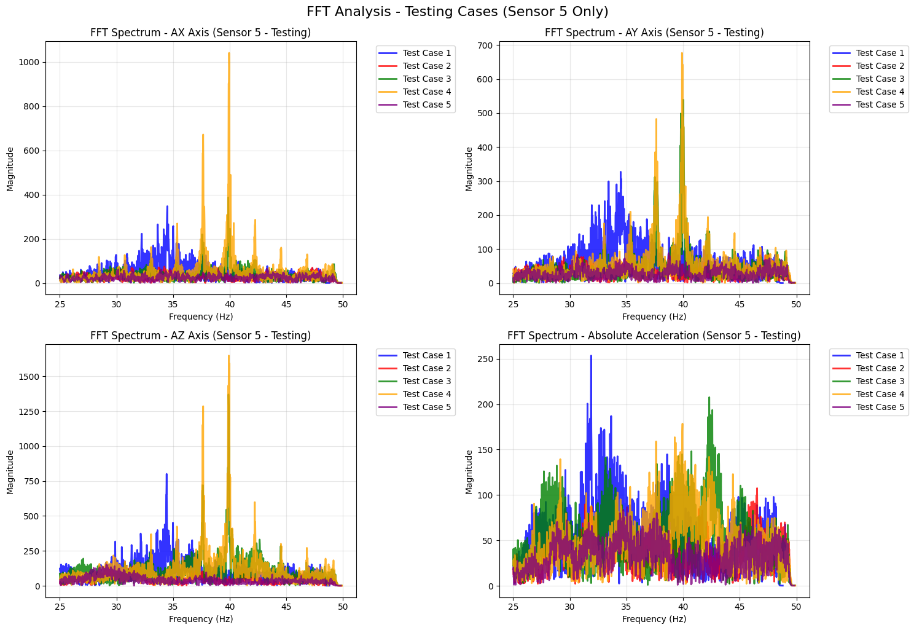 FFT Analysis - Testing Cases (Sensor 5 Only)
FFT Spectrum - AX Axis (Sensor 5 - Testing)
Magnitude
1000
800
600
400
200
0
25 30 35 40 45 50
Frequency (Hz)
Test Case 1
Test Case 2
Test Case 3
Test Case 4
Test Case 5
FFT Spectrum - AY Axis (Sensor 5 - Testing)
Magnitude
700
600
500
400
300
200
100
0
25 30 35 40 45 50
Frequency (Hz)
Test Case 1
Test Case 2
Test Case 3
Test Case 4
Test Case 5
FFT Spectrum - AZ Axis (Sensor 5 - Testing)
Magnitude
1500
1250
1000
750
500
250
0
25 30 35 40 45 50
Frequency (Hz)
Test Case 1
Test Case 2
Test Case 3
Test Case 4
Test Case 5
FFT Spectrum - Absolute Acceleration (Sensor 5 - Testing)
Magnitude
250
200
150
100
50
0
25 30 35 40 45 50
Frequency (Hz)
Test Case 1
Test Case 2
Test Case 3
Test Case 4
Test Case 5